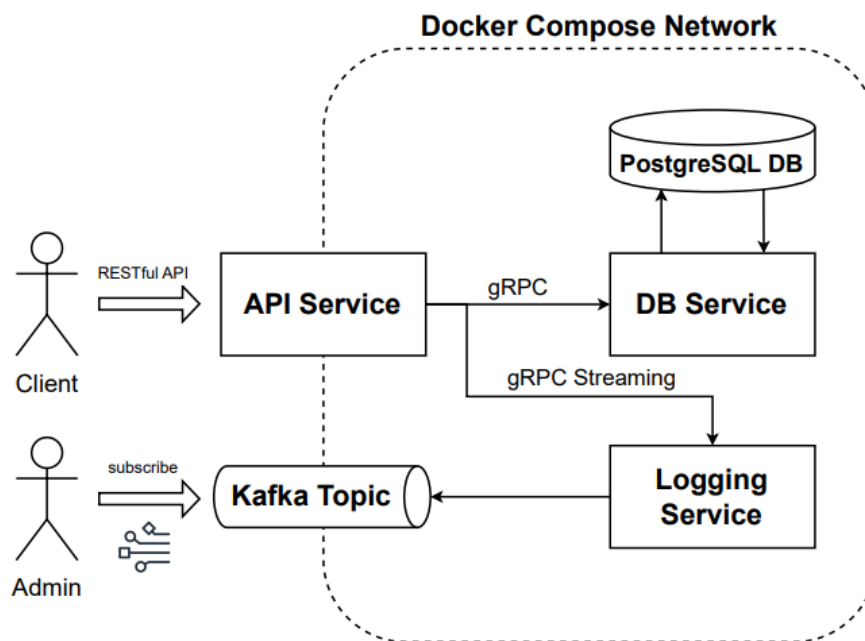 Docker Compose Network
PostgreSQL DB
RESTful API
API Service
gRPC
DB Service
Client
gRPC Streaming
subscribe
Kafka Topic
Logging
Service
Admin